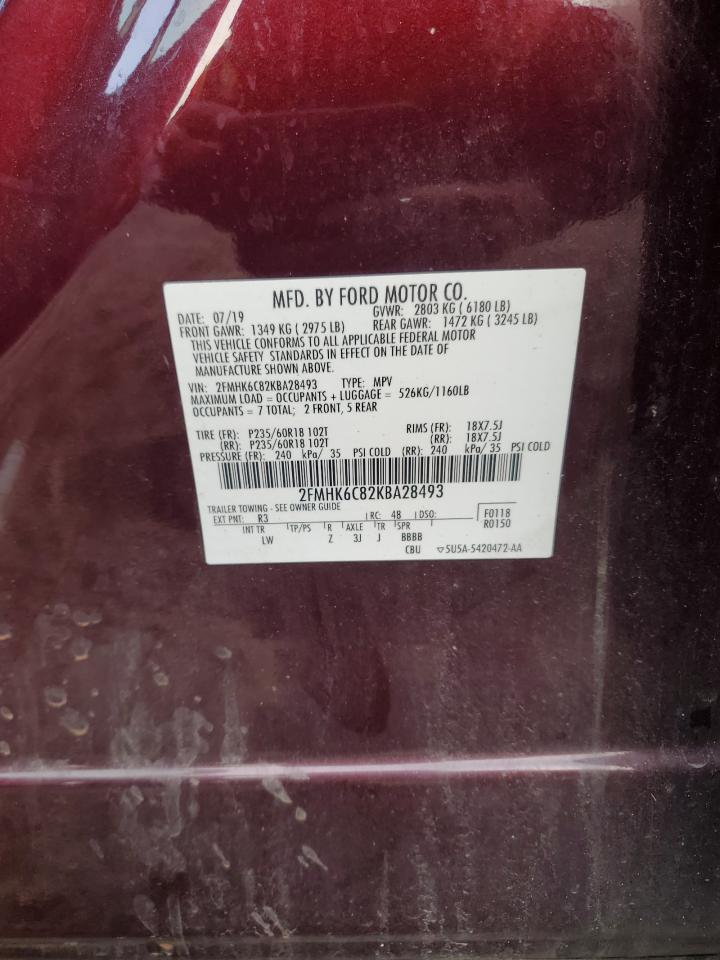 MFD. BY FORD MOTOR CO.
DATE: 07/19 GVWR: 2803 KG ( 6180 LB)
FRONT GAWR: 1349 KG ( 2975 LB) REAR GAWR: 1472 KG ( 3245 LB)
THIS VEHICLE CONFORMS TO ALL APPLICABLE FEDERAL MOTOR
VEHICLE SAFETY STANDARDS IN EFFECT ON THE DATE OF
MANUFACTURE SHOWN ABOVE.
VIN: 2FMHK6C82KBA28493 TYPE: MPV
MAXIMUM LOAD = OCCUPANTS + LUGGAGE = 526KG/1160LB
OCCUPANTS = 7 TOTAL; 2 FRONT, 5 REAR
TIRE (FR): P235/60R18 102T RIMS (FR): 18X7.5J
(RR): P235/60R18 102T (RR): 18X7.5J
PRESSURE (FR): 240 kPa/ 35 PSI COLD (RR): 240 kPa/ 35 PSI COLD
2FMHK6C82KBA28493
TRAILER TOWING - SEE OWNER GUIDE
EXT PNT: R3 RC: 48 DSO: F0118
R0150
INT TR TP/PS R AXLE TR SPR
LW Z 3J J BBBB
CBU ▽5U5A-5420472-AA